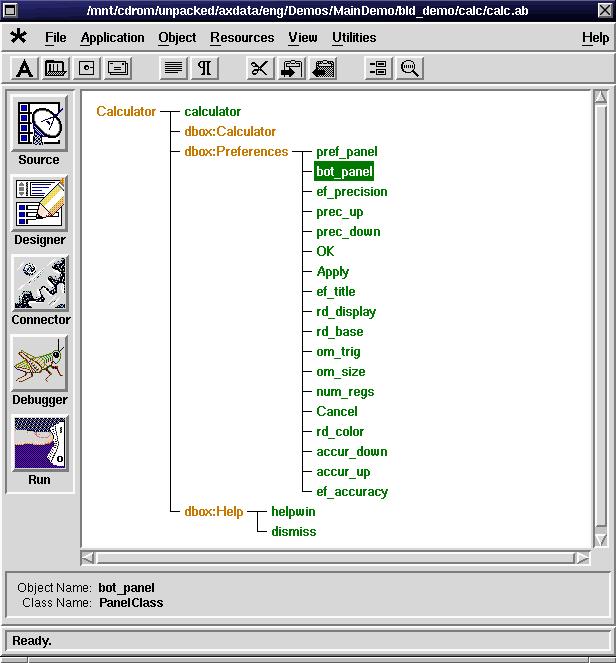 /mnt/cdrom/unpacked/axdata/eng/Demos/MainDemo/bld_demo/calc/calc.ab
File Application Object Resources View Utilities Help
A ¶
Source
Designer
Connector
Debugger
Run
Calculator calculator
dbox:Calculator
dbox:Preferences pref_panel
bot_panel
ef_precision
prec_up
prec_down
OK
Apply
ef_title
rd_display
rd_base
om_trig
om_size
num_regs
Cancel
rd_color
accur_down
accur_up
ef_accuracy
dbox:Help helpwin
dismiss
Object Name: bot_panel
Class Name: PanelClass
Ready.